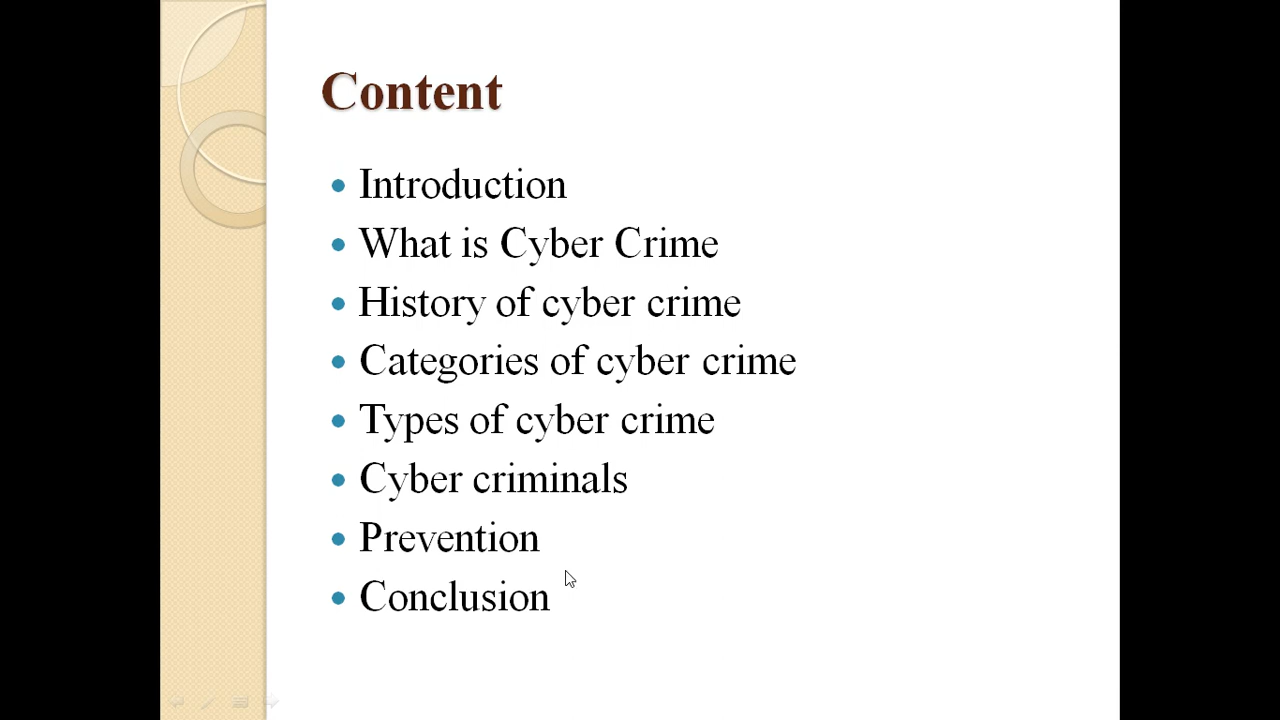 Content
Introduction
What is Cyber Crime
History of cyber crime
Categories of cyber crime
Types of cyber crime
Cyber criminals
Prevention
Conclusion